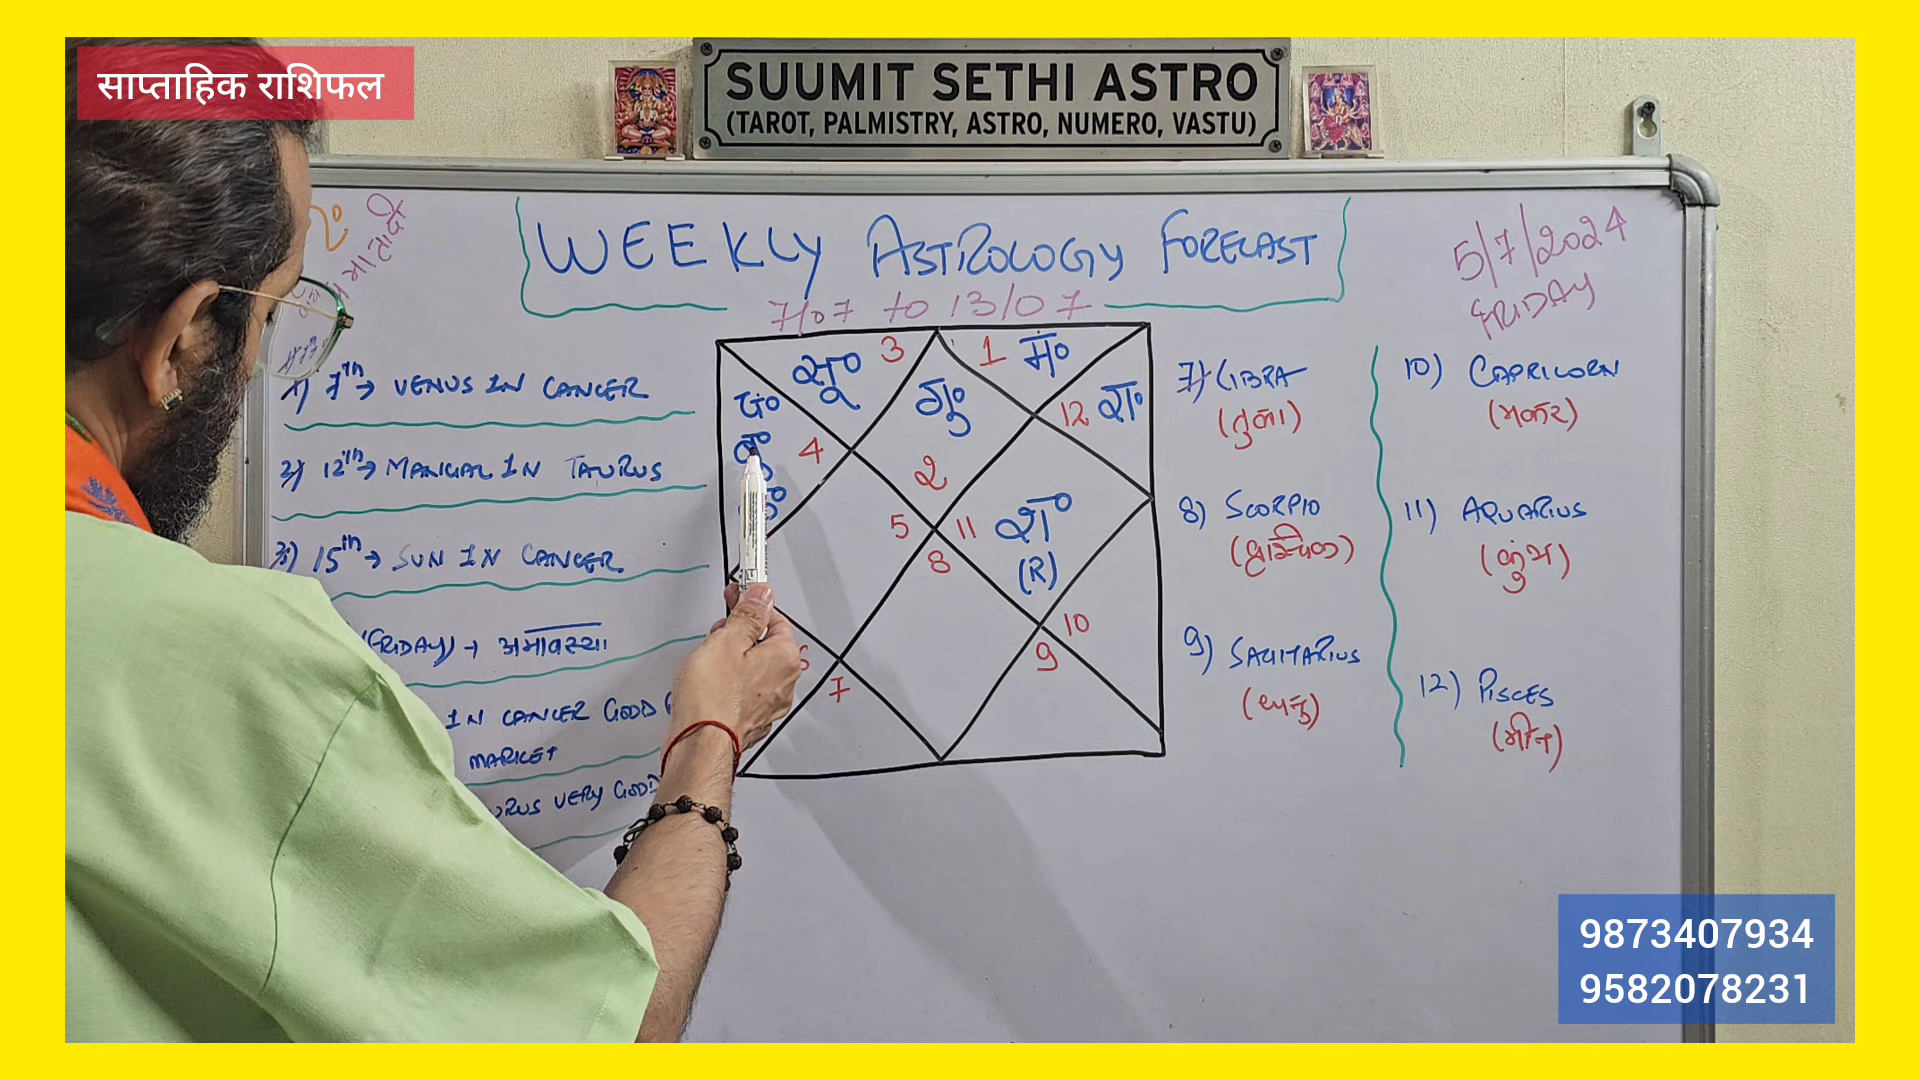 साप्ताहिक राशिफल
SUUMIT SETHI ASTRO
(TAROT, PALMISTRY, ASTRO, NUMERO, VASTU)
WEEKLY ASTROLOGY FORECAST
7/07 to 13/07
5/7/2024
FRIDAY
1) 7th → VENUS IN CANCER
2) 12th → MANGAL IN TAURUS
3) 15th → SUN IN CANCER
(FRIDAY) → अमावस्या
IN CANCER GOOD
MARKET
VERY GOOD
सू० 3
1 मं०
चं०
बु०
4
गु०
2
12 रा०
5
11 श०
(R)
8
6
7
10
9
7) LIBRA
(तुला)
8) SCORPIO
(वृश्चिक)
9) SAGITARIUS
(धनु)
10) CAPRICORN
(मकर)
11) AQUARIUS
(कुंभ)
12) PISCES
(मीन)
9873407934
9582078231